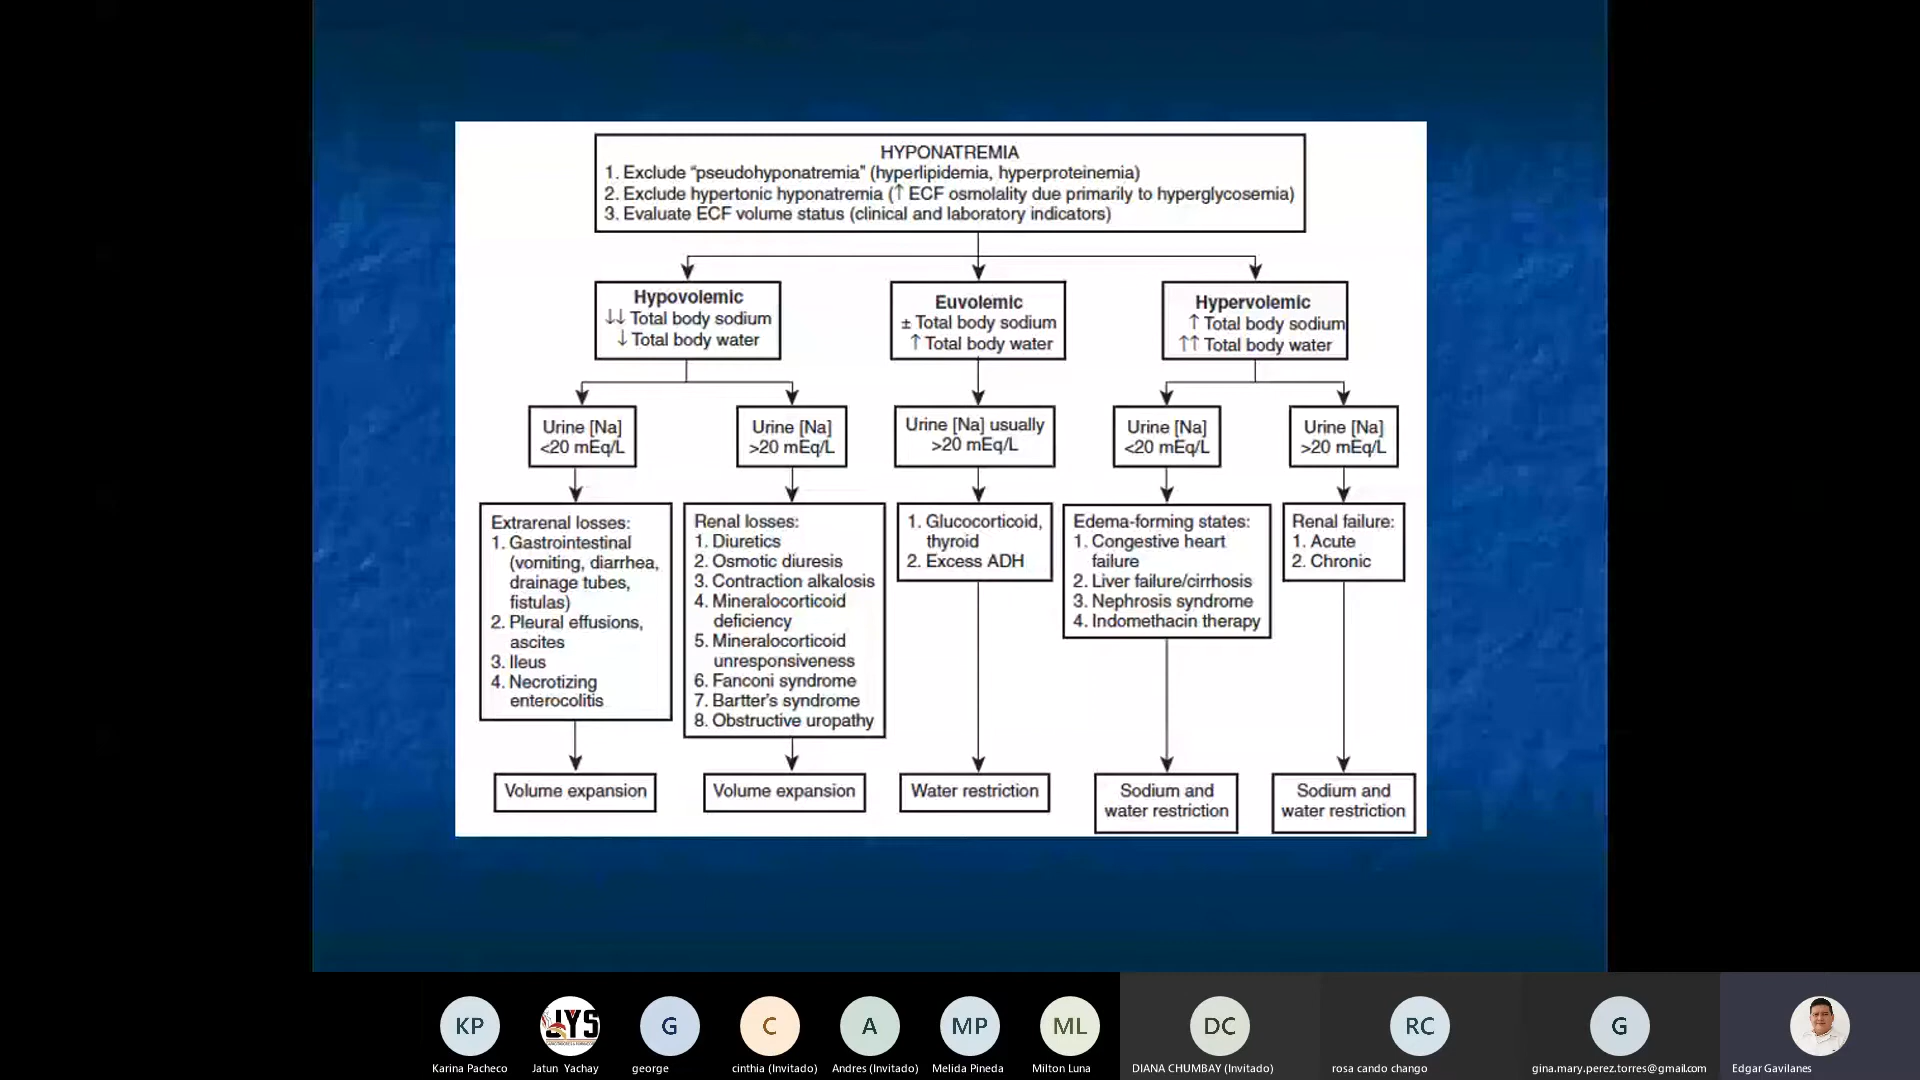 HYPONATREMIA
1. Exclude “pseudohyponatremia” (hyperlipidemia, hyperproteinemia)
2. Exclude hypertonic hyponatremia (↑ ECF osmolality due primarily to hyperglycosemia)
3. Evaluate ECF volume status (clinical and laboratory indicators)
Hypovolemic
↓↓ Total body sodium
↓ Total body water
Euvolemic
± Total body sodium
↑ Total body water
Hypervolemic
↑ Total body sodium
↑↑ Total body water
Urine [Na]
<20 mEq/L
Urine [Na]
>20 mEq/L
Urine [Na] usually
>20 mEq/L
Urine [Na]
<20 mEq/L
Urine [Na]
>20 mEq/L
Extrarenal losses:
1. Gastrointestinal
(vomiting, diarrhea,
drainage tubes,
fistulas)
2. Pleural effusions,
ascites
3. Ileus
4. Necrotizing
enterocolitis
Renal losses:
1. Diuretics
2. Osmotic diuresis
3. Contraction alkalosis
4. Mineralocorticoid
deficiency
5. Mineralocorticoid
unresponsiveness
6. Fanconi syndrome
7. Bartter's syndrome
8. Obstructive uropathy
1. Glucocorticoid,
thyroid
2. Excess ADH
Edema-forming states:
1. Congestive heart
failure
2. Liver failure/cirrhosis
3. Nephrosis syndrome
4. Indomethacin therapy
Renal failure:
1. Acute
2. Chronic
Volume expansion
Volume expansion
Water restriction
Sodium and
water restriction
Sodium and
water restriction
KP
JYS
G
C
A
MP
ML
DC
RC
G
Karina Pacheco
Jatun Yachay
george
cinthia (Invitado)
Andres (Invitado)
Melida Pineda
Milton Luna
DIANA CHUMBAY (Invitado)
rosa cando chango
gina.mary.perez.torres@gmail.com
Edgar Gavilanes